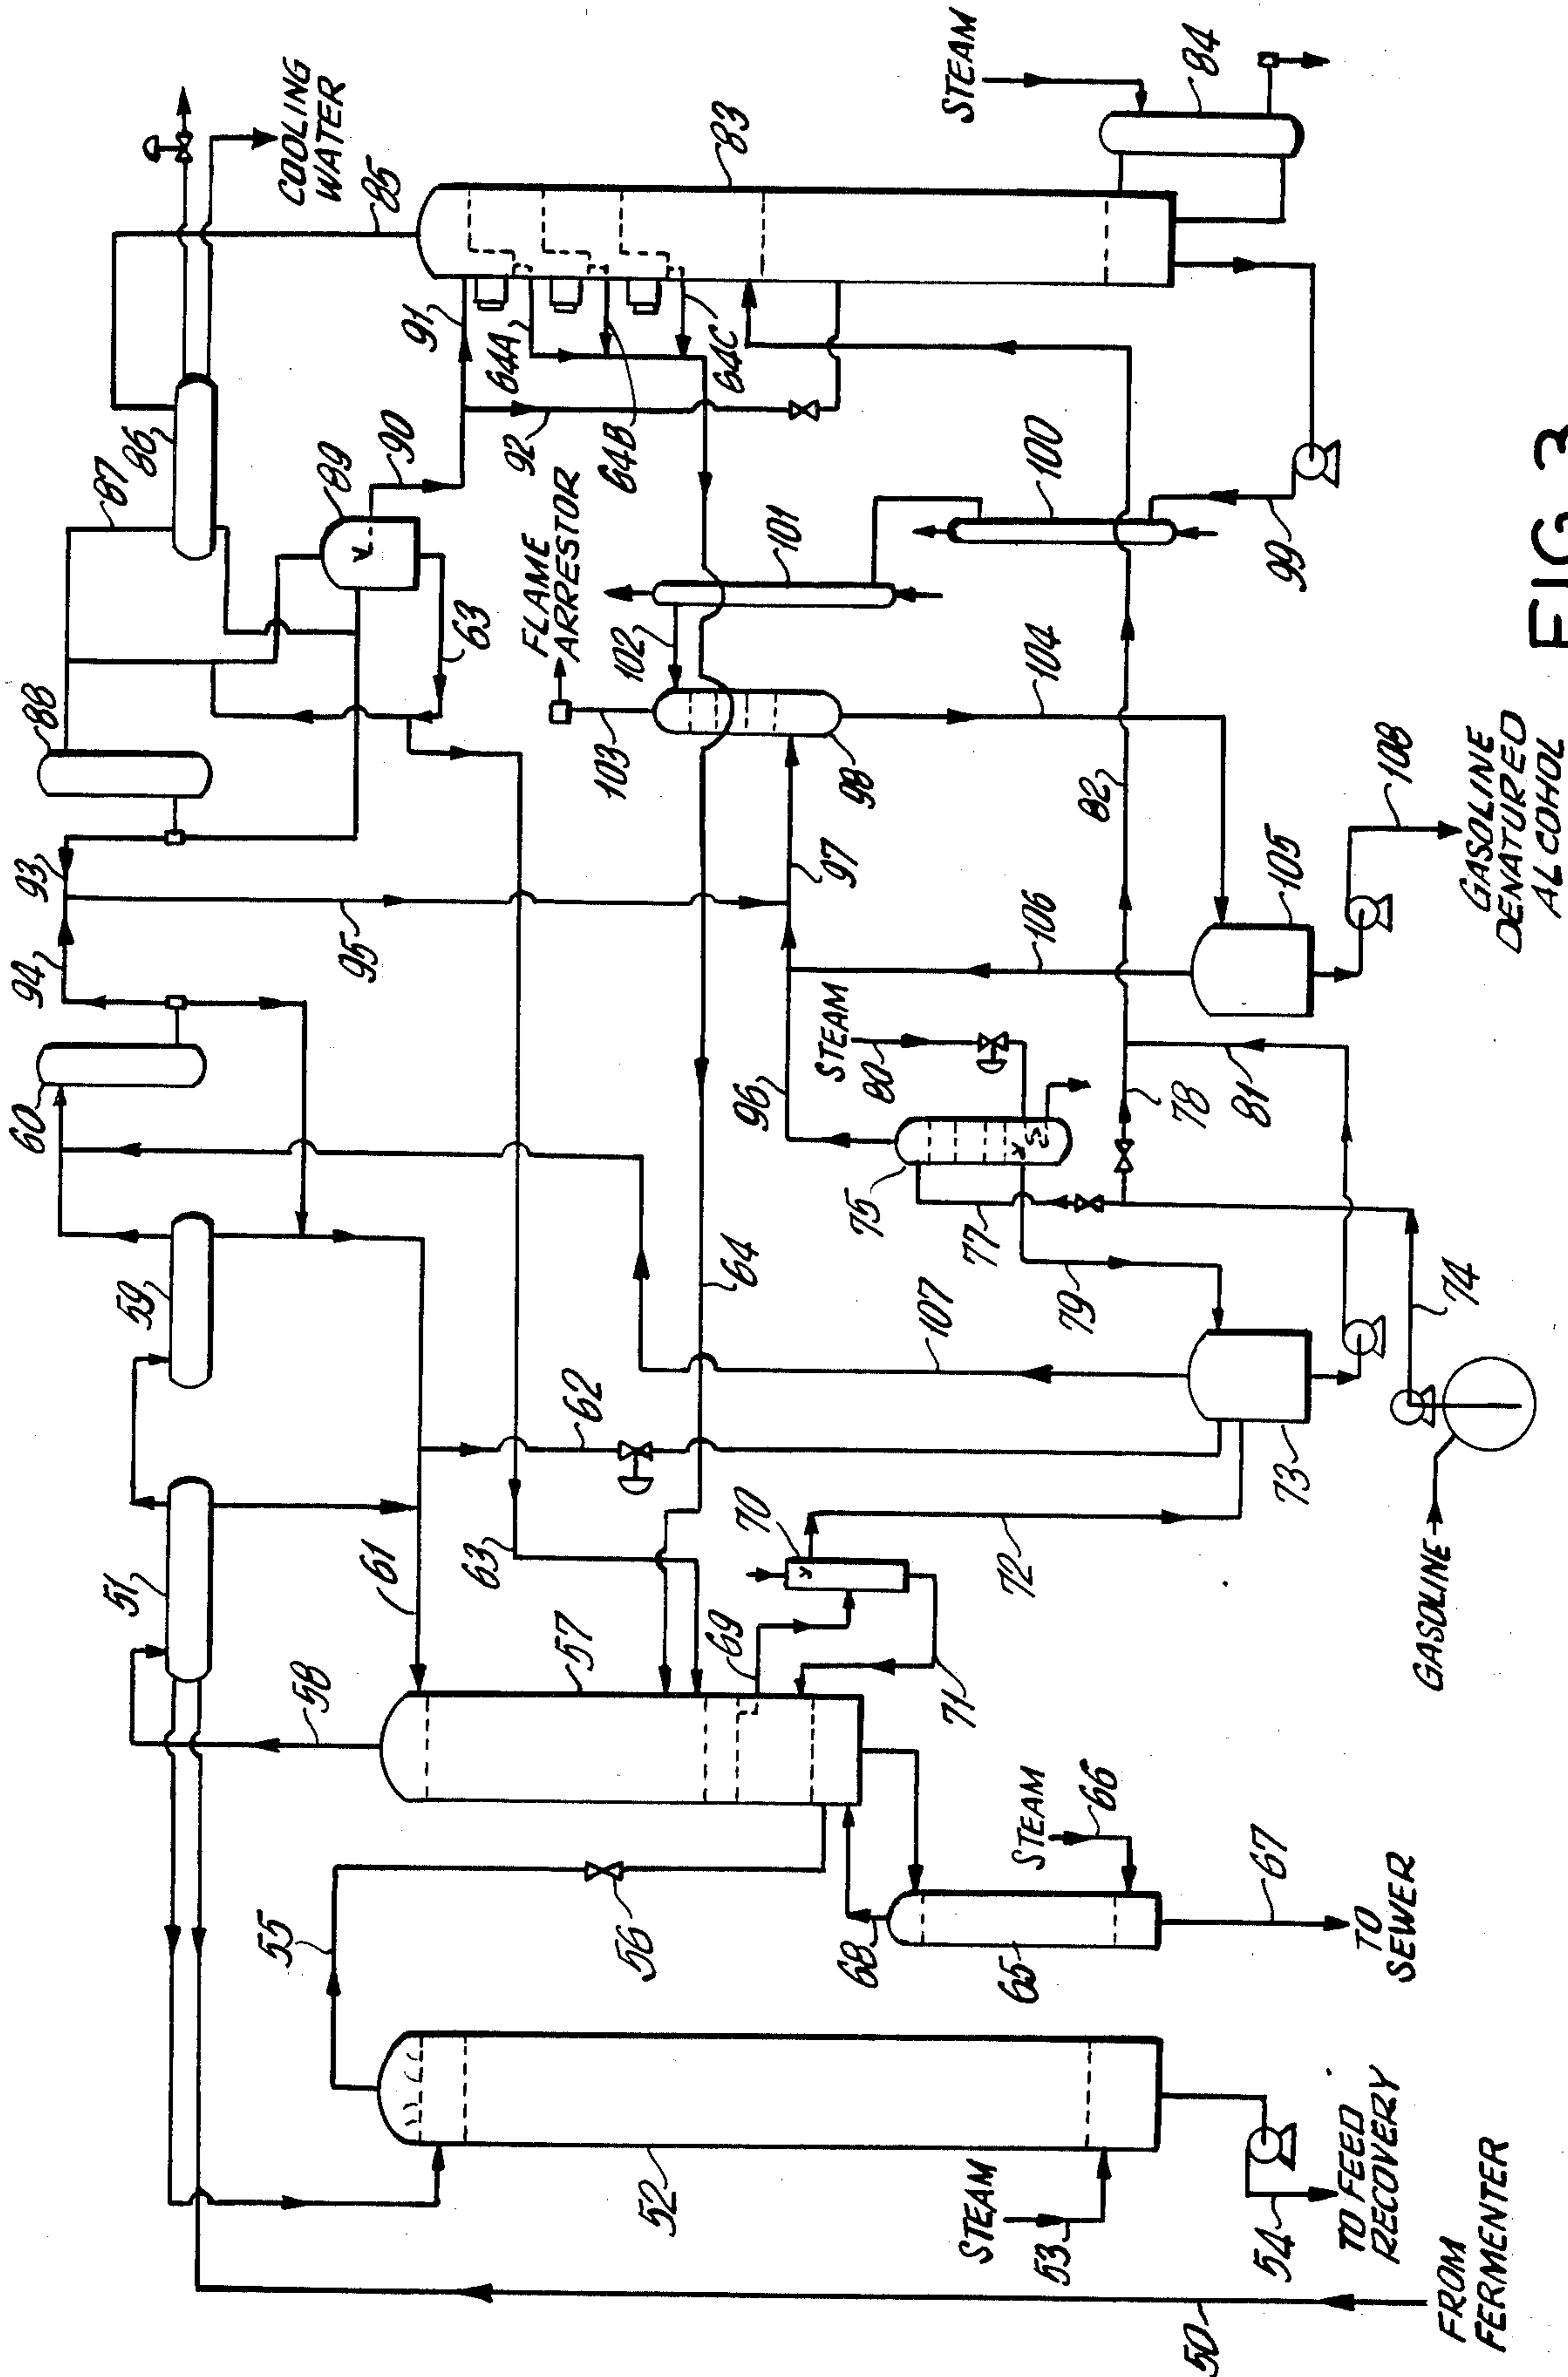 COOLING
WATER
85
86
87
88
89
90
91
92
93
94
95
63
64A
64B
64C
83
STEAM
84
FLAME
ARRESTOR
101
102
103
100
99
104
98
97
96
82
106
105
108
GASOLINE
DENATURED
ALCOHOL
FIG. 3
60
59
STEAM
80
75
77
78
81
79
74
73
107
64
62
63
61
51
58
57
70
69
71
72
GASOLINE
55
56
STEAM
66
68
65
67
TO
SEWER
52
STEAM
53
54
TO FEED
RECOVERY
50
FROM
FERMENTER